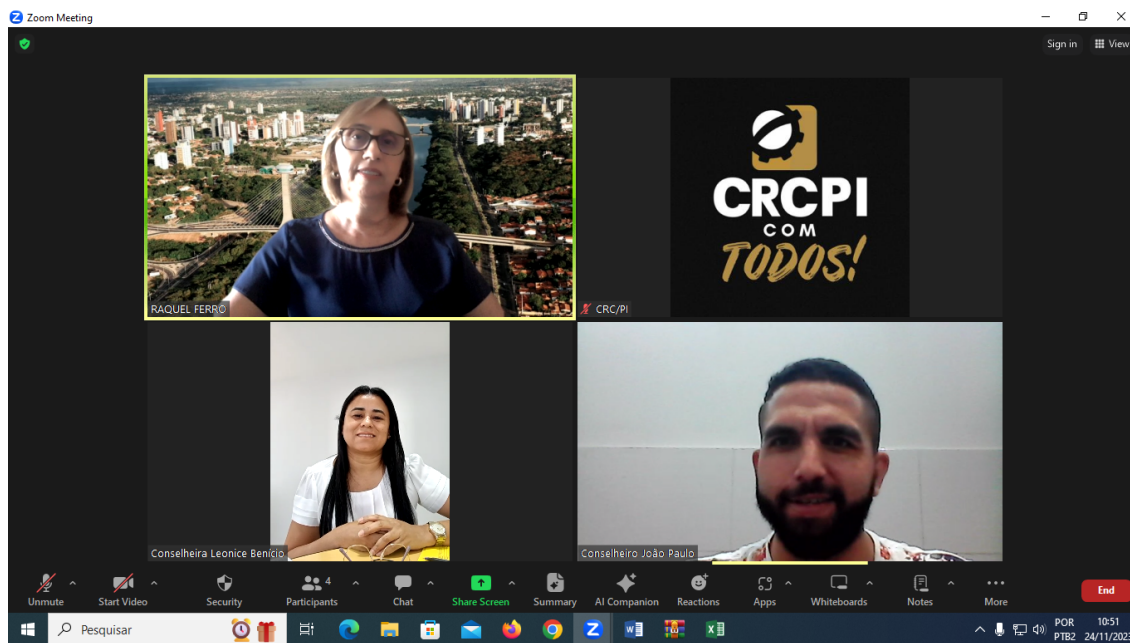 Zoom Meeting
Sign in
View
RAQUEL FERRO
CRCPI
COM
TODOS!
CRC/PI
Conselheira Leonice Benício
Conselheiro João Paulo
Unmute
Start Video
Security
4
Participants
Chat
Share Screen
Summary
AI Companion
Reactions
Apps
Whiteboards
Notes
More
End
Pesquisar
POR
PTB2
10:51
24/11/202